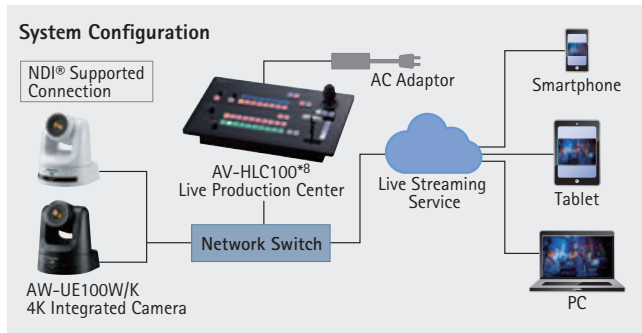 System Configuration
NDI® Supported
Connection
AC Adaptor
Smartphone
AV-HLC100*8
Live Production Center
Live Streaming
Service
Tablet
Network Switch
AW-UE100W/K
4K Integrated Camera
PC